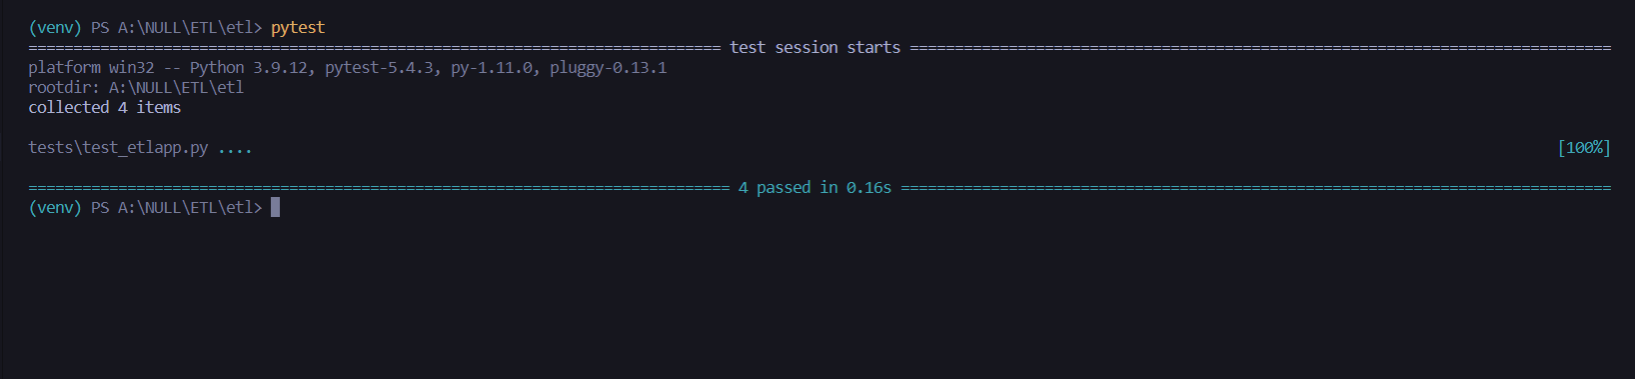 (venv) PS A:\NULL\ETL\etl> pytest
============================================================================= test session starts ==============================================================================
platform win32 -- Python 3.9.12, pytest-5.4.3, py-1.11.0, pluggy-0.13.1
rootdir: A:\NULL\ETL\etl
collected 4 items
tests\test_etlapp.py .... [100%]
============================================================================== 4 passed in 0.16s ===============================================================================
(venv) PS A:\NULL\ETL\etl>